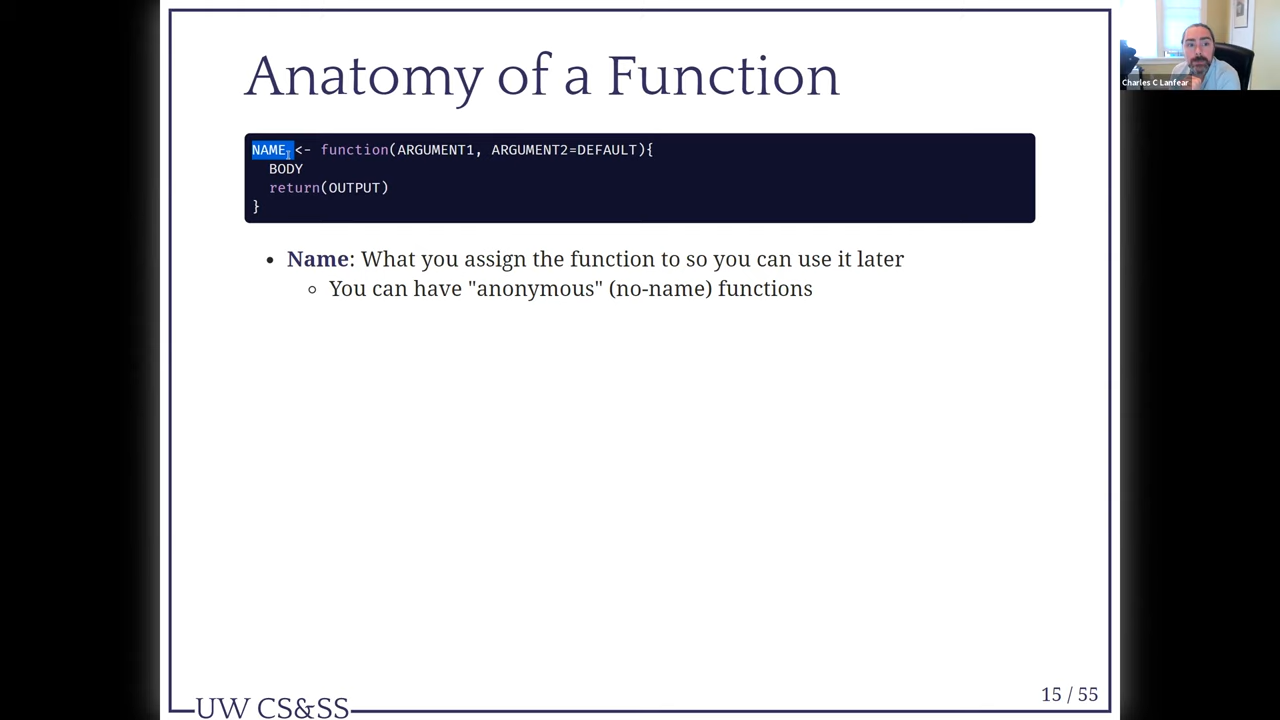 Anatomy of a Function
NAME <- function(ARGUMENT1, ARGUMENT2=DEFAULT){
BODY
return(OUTPUT)
}
• Name: What you assign the function to so you can use it later
◦ You can have "anonymous" (no-name) functions
UW CS&SS
15 / 55
Charles C Lanfear